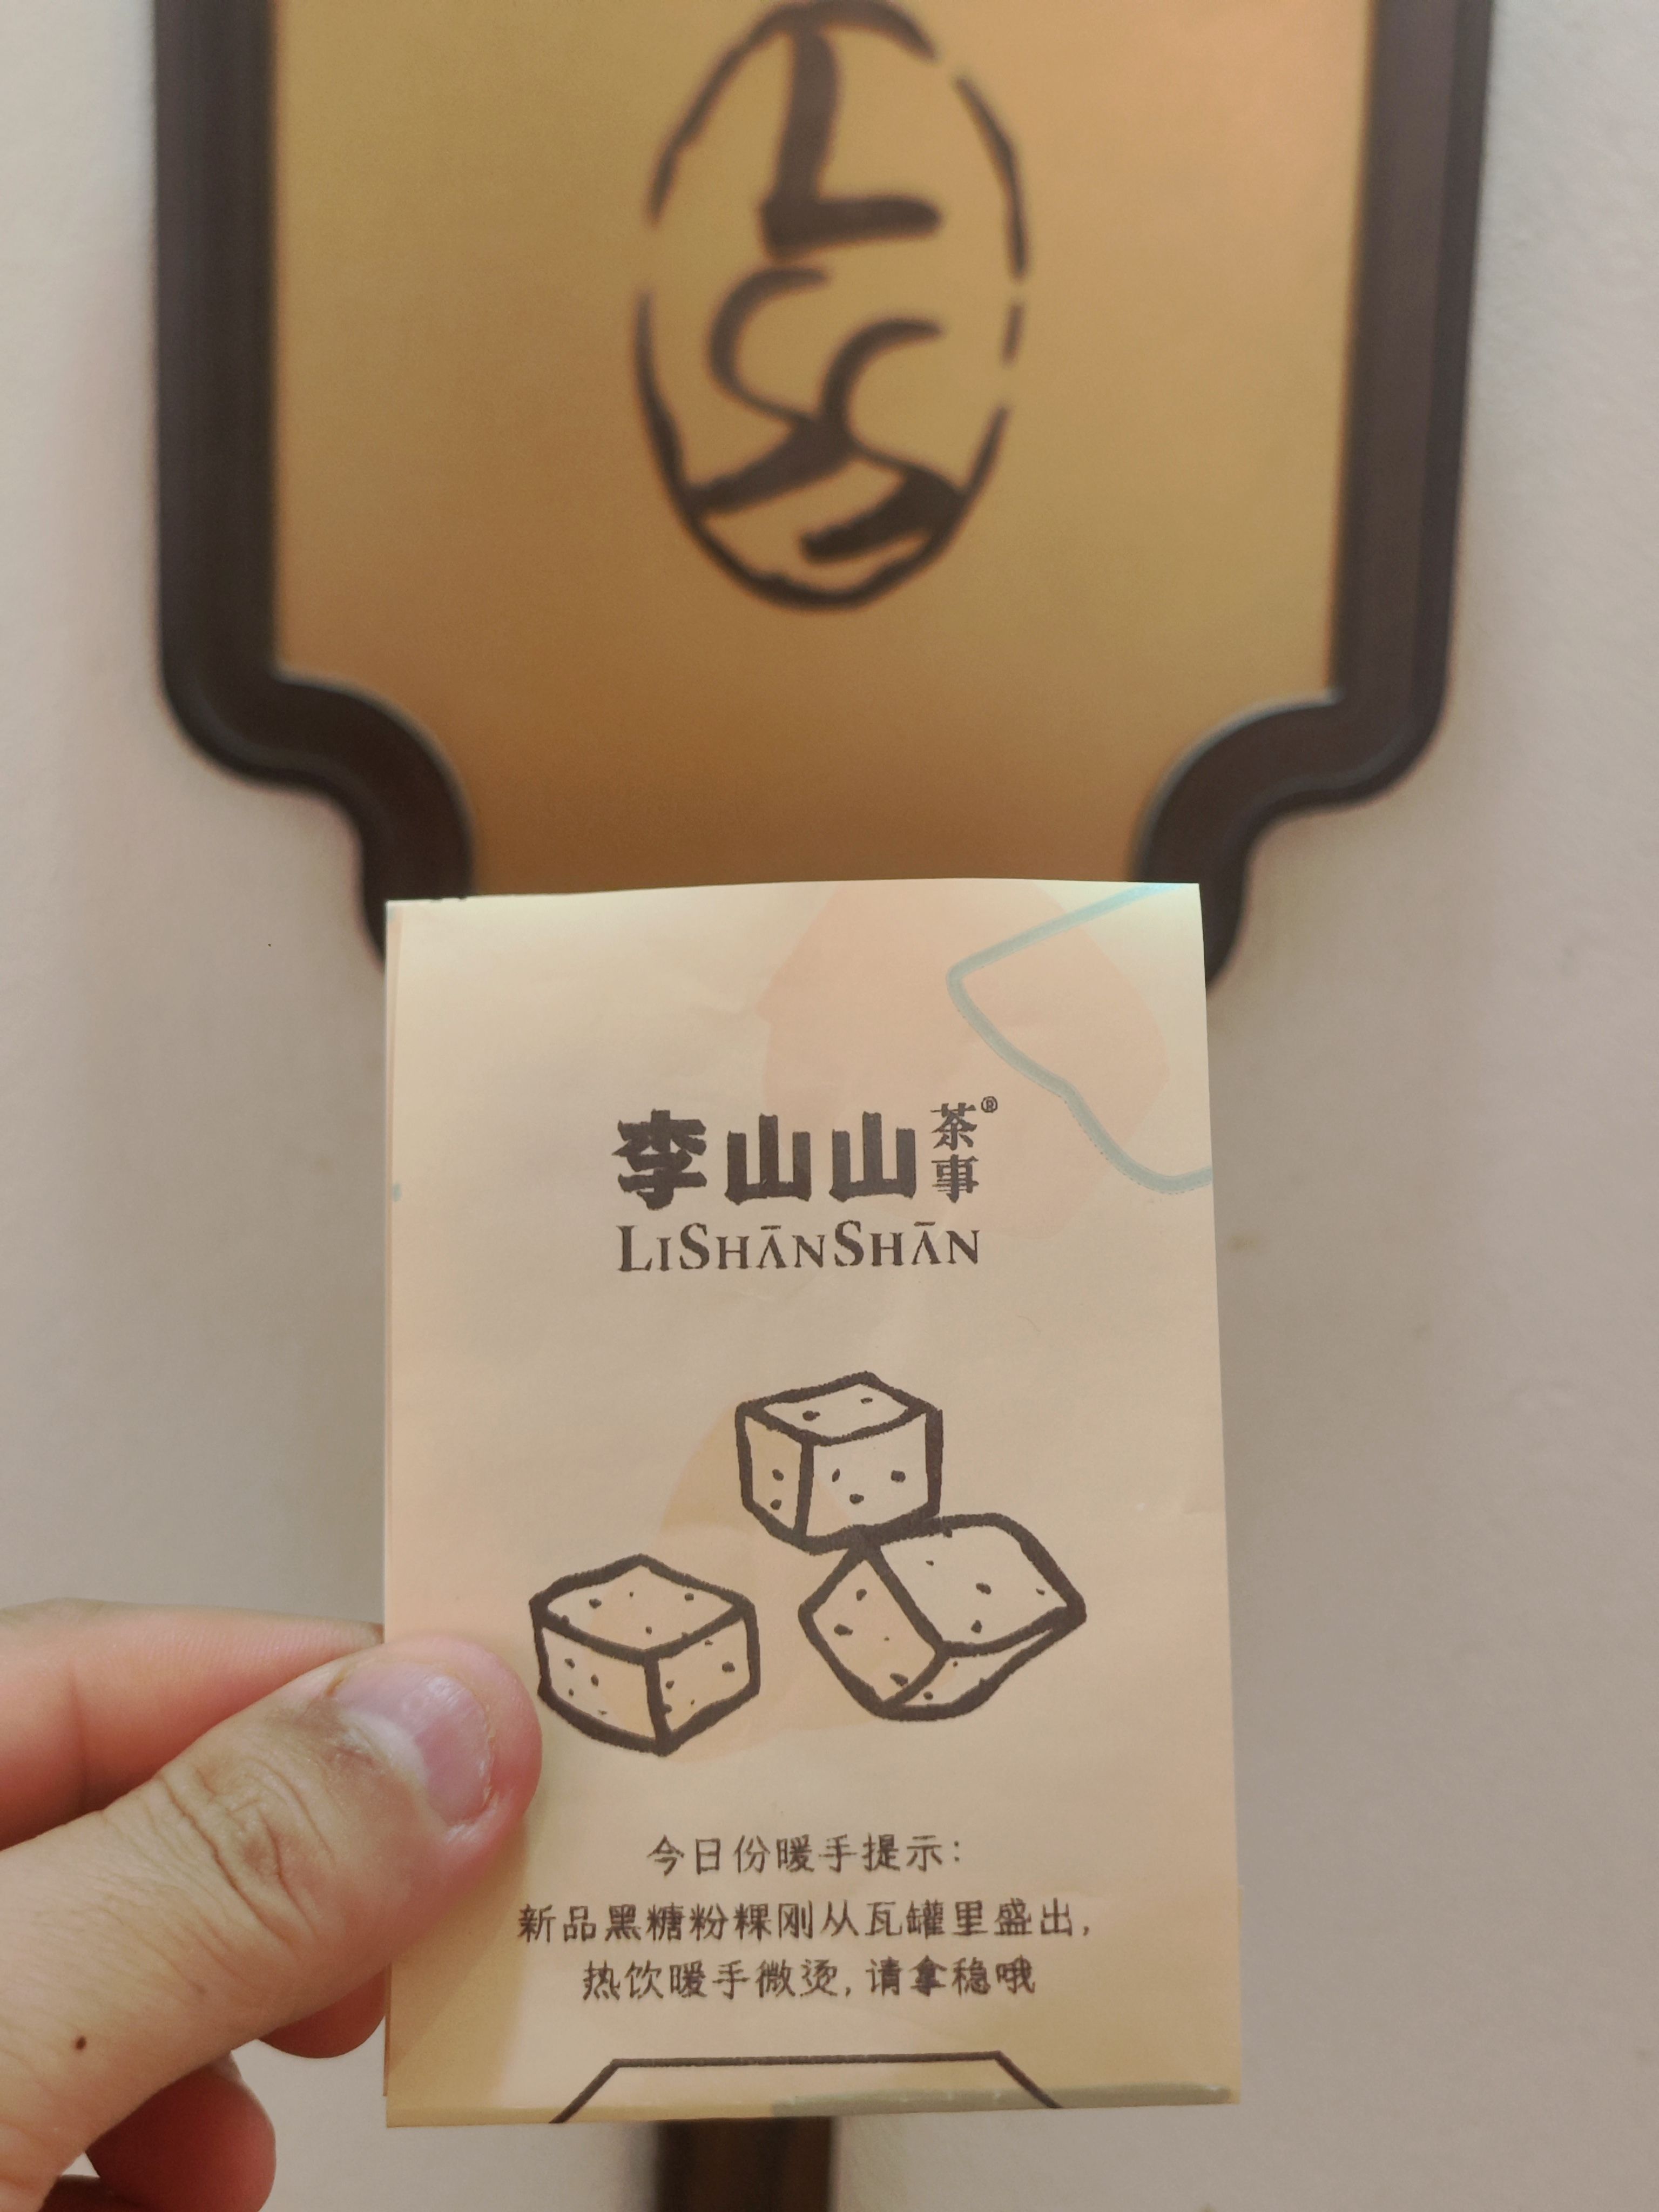 LSS
李山山茶事®
LISHĀNSHĀN
今日份暖手提示：
新品黑糖粉粿刚从瓦罐里盛出，
热饮暖手微烫，请拿稳哦